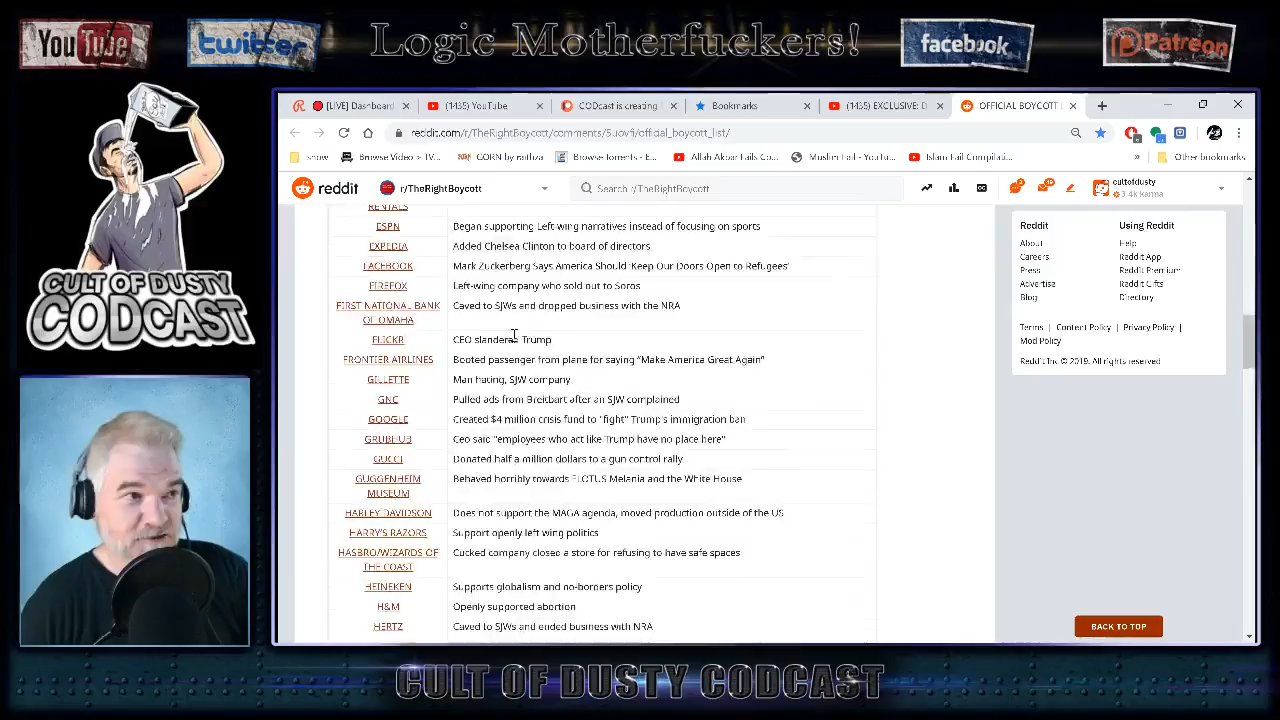 YouTube
twitter
Logic Motherfuckers!
facebook
Patreon
[LIVE] Dashboard
(1435) YouTube
CODcast is creating
Bookmarks
(1435) EXCLUSIVE: D
OFFICIAL BOYCOTT
reddit.com/r/TheRightBoycott/comments/5uov1i/official_boycott_list/
snow
Browse Video > TV...
GORN by raithza
Browse Torrents - E...
Allah Akbar Fails Co...
Muslim Fail - YouTu...
Islam Fail Compilati...
»
Other bookmarks
reddit
r/TheRightBoycott
Search r/TheRightBoycott
cultofdusty
3.4k karma
RENTALS
ESPN Began supporting Left-wing narratives instead of focusing on sports
EXPEDIA Added Chelsea Clinton to board of directors
FACEBOOK Mark Zuckerberg Says America Should 'Keep Our Doors Open to Refugees'
FIREFOX Left-wing company who sold out to Soros
FIRST NATIONAL BANK OF OMAHA Caved to SJWs and dropped business with the NRA
FLICKR CEO slandered Trump
FRONTIER AIRLINES Booted passenger from plane for saying “Make America Great Again”
GILLETTE Man hating, SJW company
GNC Pulled ads from Breitbart after an SJW complained
GOOGLE Created $4 million crisis fund to "fight" Trump's immigration ban
GRUBHUB Ceo said "employees who act like Trump have no place here"
GUCCI Donated half a million dollars to a gun control rally
GUGGENHEIM MUSEUM Behaved horribly towards FLOTUS Melania and the White House
HARLEY DAVIDSON Does not support the MAGA agenda, moved production outside of the US
HARRY'S RAZORS Support openly left wing politics
HASBRO/WIZARDS OF THE COAST Cucked company closed a store for refusing to have safe spaces
HEINEKEN Supports globalism and no-borders policy
H&M Openly supported abortion
HERTZ Caved to SJWs and ended business with NRA
Reddit Using Reddit
About Help
Careers Reddit App
Press Reddit Premium
Advertise Reddit Gifts
Blog Directory
Terms | Content Policy | Privacy Policy |
Mod Policy
Reddit Inc © 2019. All rights reserved
BACK TO TOP
CULT OF DUSTY
CODCAST
CULT OF DUSTY CODCAST